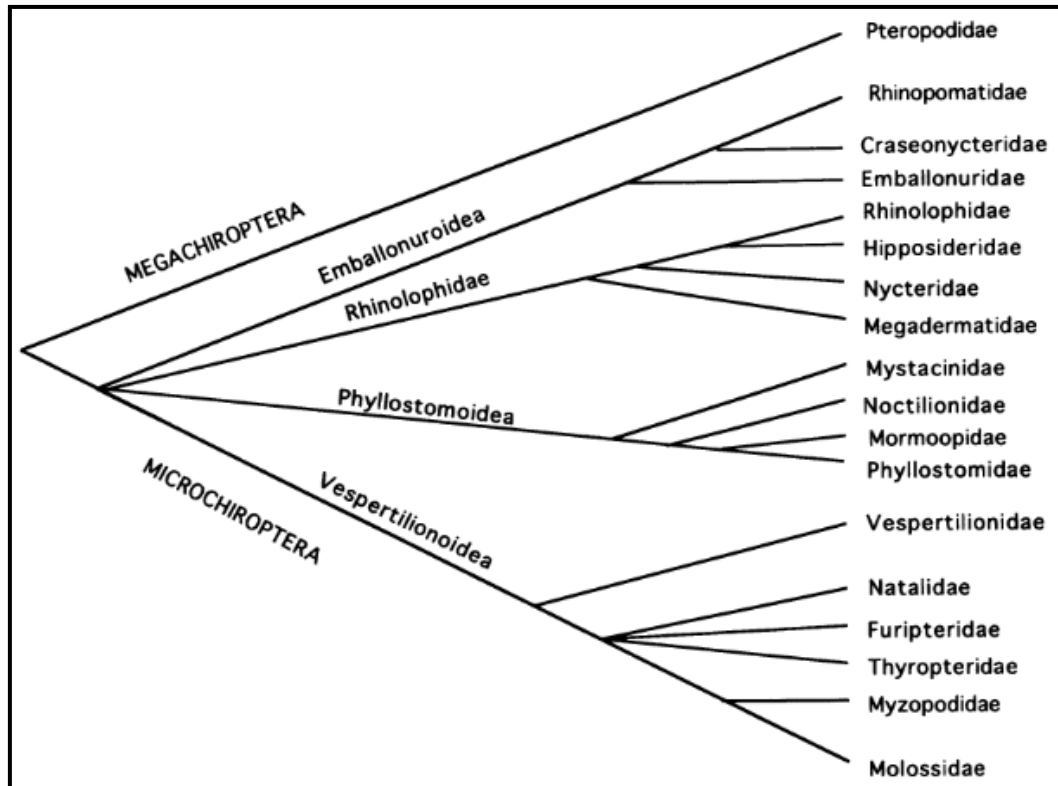 Pteropodidae
Rhinopomatidae
Craseonycteridae
Emballonuridae
Rhinolophidae
Hipposideridae
Nycteridae
Megadermatidae
Mystacinidae
Noctilionidae
Mormoopidae
Phyllostomidae
Vespertilionidae
Natalidae
Furipteridae
Thyropteridae
Myzopodidae
Molossidae
MEGACHIROPTERA
Emballonuroidea
Rhinolophidae
Phyllostomoidea
Vespertilionoidea
MICROCHIROPTERA